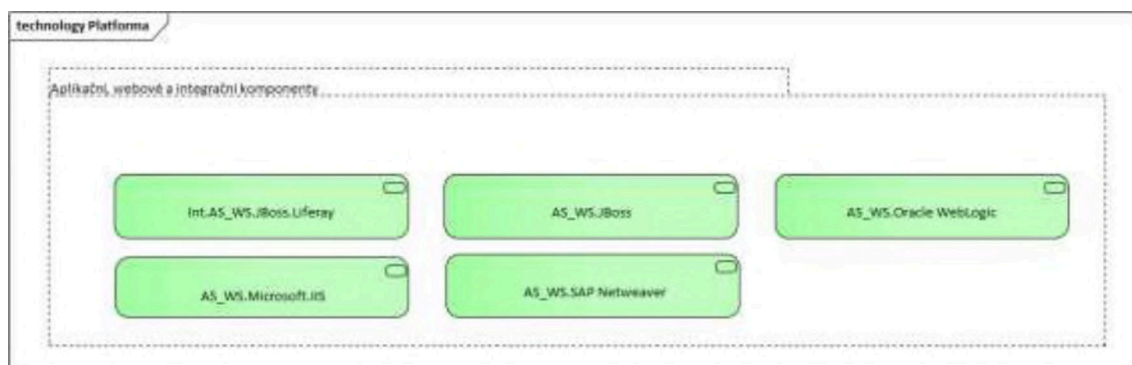 technology Platforma
Aplikační, webové a integrační komponenty
Int.AS_WS.JBoss.Liferay
AS_WS.JBoss
AS_WS.Oracle WebLogic
AS_WS.Microsoft.IIS
AS_WS.SAP Netweaver